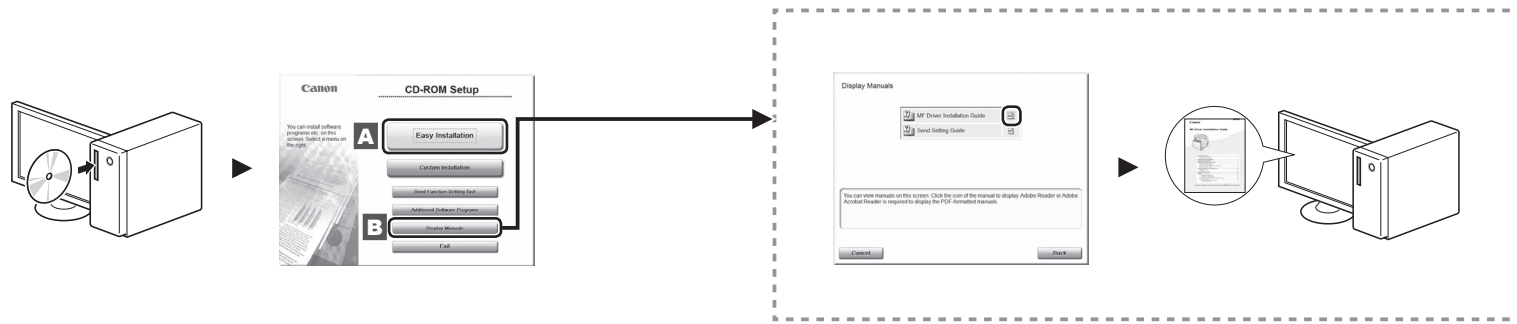 Canon
CD-ROM Setup
You can install software
programs etc. on this
screen. Select a menu on
the right.
A
Easy Installation
Custom Installation
Send Function Setting Tool
Additional Software Programs
B
Display Manuals
Exit
Display Manuals
MF Driver Installation Guide
Send Setting Guide
You can view manuals on this screen. Click the icon of the manual to display. Adobe Reader or Adobe
Acrobat Reader is required to display the PDF-formatted manuals.
Cancel
Back
Canon
MF Driver Installation Guide